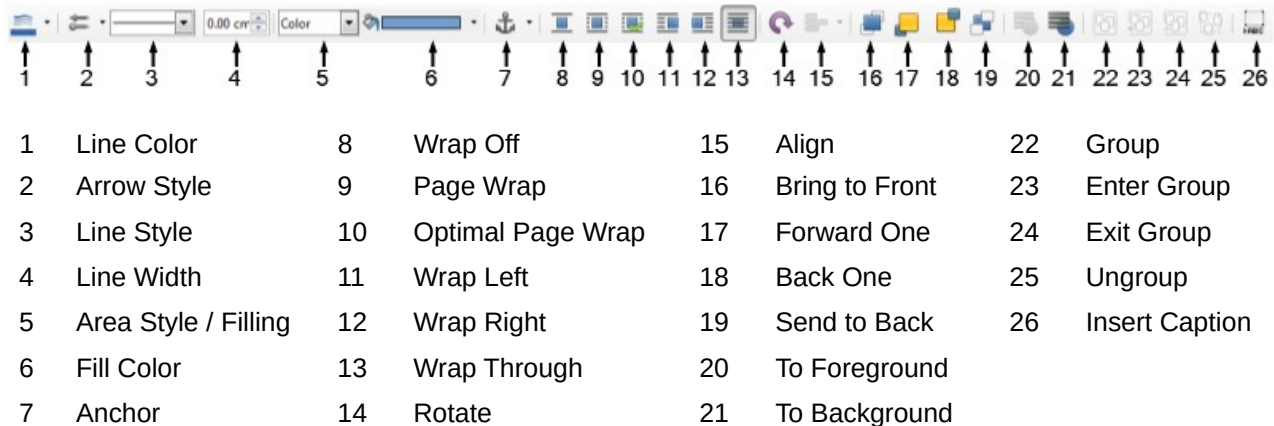 0.00 cm Color
1 2 3 4 5 6 7 8 9 10 11 12 13 14 15 16 17 18 19 20 21 22 23 24 25 26
1 Line Color 8 Wrap Off 15 Align 22 Group
2 Arrow Style 9 Page Wrap 16 Bring to Front 23 Enter Group
3 Line Style 10 Optimal Page Wrap 17 Forward One 24 Exit Group
4 Line Width 11 Wrap Left 18 Back One 25 Ungroup
5 Area Style / Filling 12 Wrap Right 19 Send to Back 26 Insert Caption
6 Fill Color 13 Wrap Through 20 To Foreground
7 Anchor 14 Rotate 21 To Background